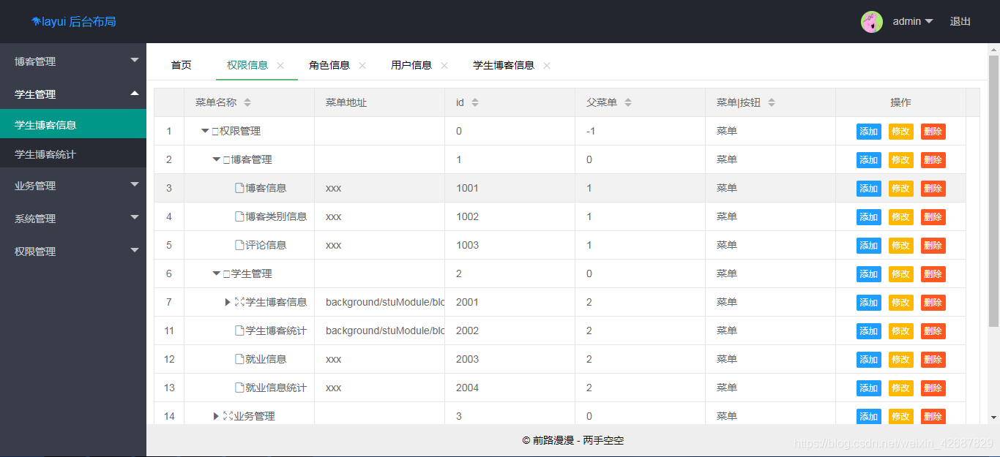 layui 后台布局
admin 退出
博客管理
学生管理
学生博客信息
学生博客统计
业务管理
系统管理
权限管理
首页 权限信息 角色信息 用户信息 学生博客信息
菜单名称 菜单地址 id 父菜单 菜单|按钮 操作
1 权限管理 0 -1 菜单 添加 修改 删除
2 博客管理 1 0 菜单 添加 修改 删除
3 博客信息 xxx 1001 1 菜单 添加 修改 删除
4 博客类别信息 xxx 1002 1 菜单 添加 修改 删除
5 评论信息 xxx 1003 1 菜单 添加 修改 删除
6 学生管理 2 0 菜单 添加 修改 删除
7 学生博客信息 background/stuModule/blo 2001 2 菜单 添加 修改 删除
11 学生博客统计 background/stuModule/blo 2002 2 菜单 添加 修改 删除
12 就业信息 xxx 2003 2 菜单 添加 修改 删除
13 就业信息统计 xxx 2004 2 菜单 添加 修改 删除
14 业务管理 3 0 菜单 添加 修改 删除
© 前路漫漫 - 两手空空
https://blog.csdn.net/weixin_42687829